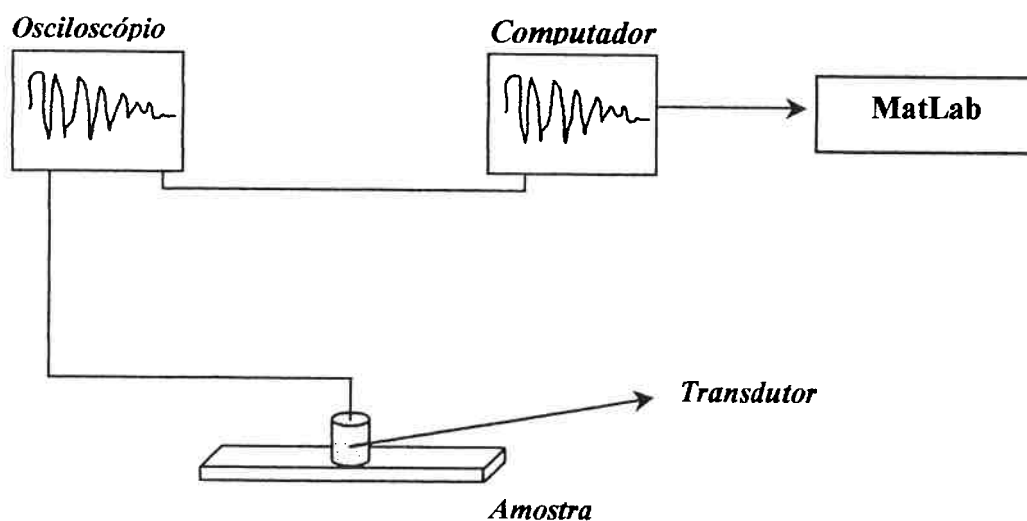 Osciloscópio
Computador
MatLab
Transdutor
Amostra